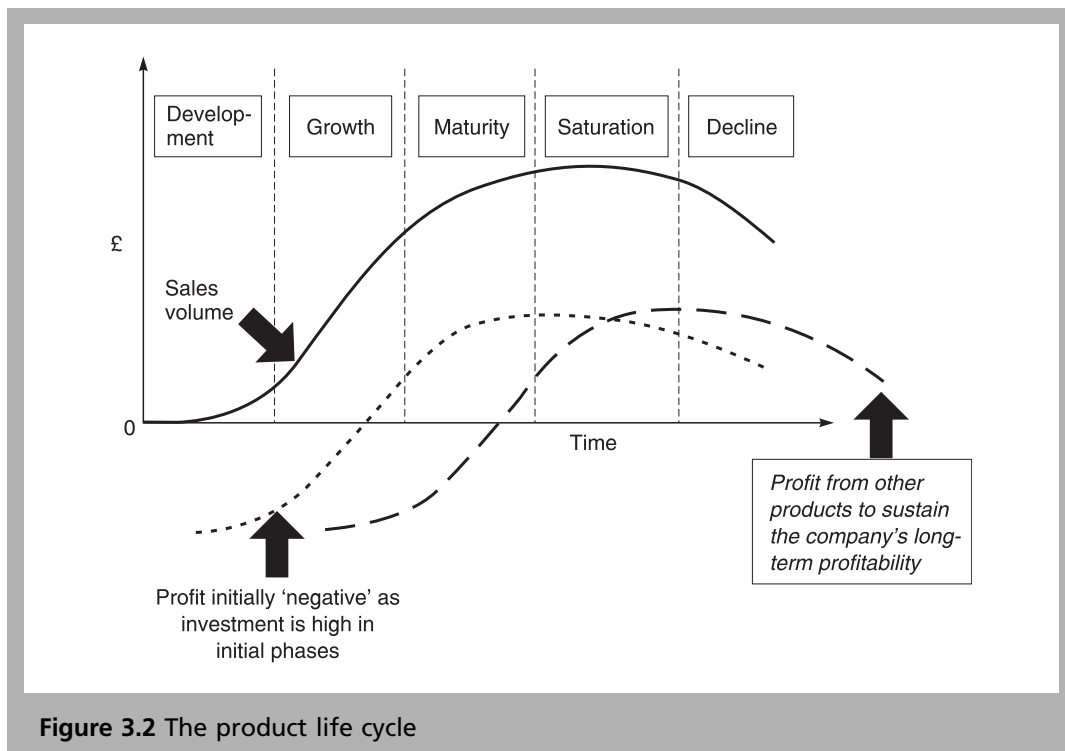 Develop-
ment
Growth
Maturity
Saturation
Decline
£
Sales
volume
0
Time
Profit from other
products to sustain
the company's long-
term profitability
Profit initially ‘negative’ as
investment is high in
initial phases
Figure 3.2 The product life cycle